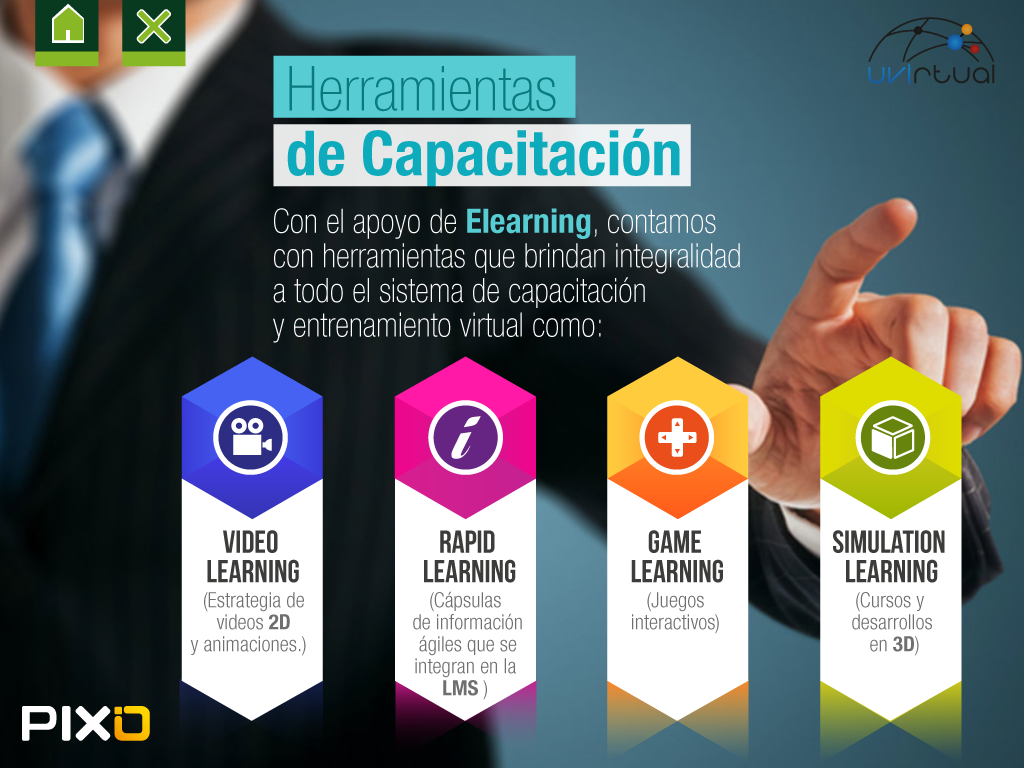 uvirtual
Herramientas
de Capacitación
Con el apoyo de Elearning, contamos
con herramientas que brindan integralidad
a todo el sistema de capacitación
y entrenamiento virtual como:
VIDEO
LEARNING
(Estrategia de
videos 2D
y animaciones.)
RAPID
LEARNING
(Cápsulas
de información
ágiles que se
integran en la
LMS )
GAME
LEARNING
(Juegos
interactivos)
SIMULATION
LEARNING
(Cursos y
desarrollos
en 3D)
PIXO